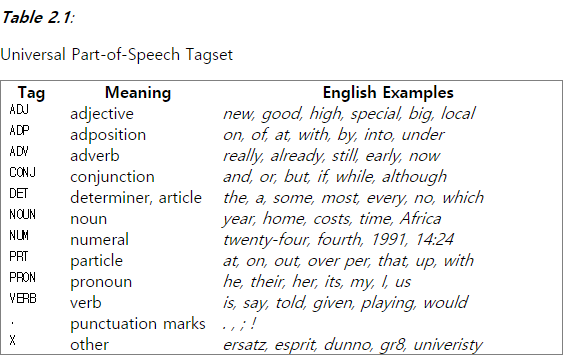 Table 2.1:
Universal Part-of-Speech Tagset
Tag Meaning English Examples
ADJ adjective new, good, high, special, big, local
ADP adposition on, of, at, with, by, into, under
ADV adverb really, already, still, early, now
CONJ conjunction and, or, but, if, while, although
DET determiner, article the, a, some, most, every, no, which
NOUN noun year, home, costs, time, Africa
NUM numeral twenty-four, fourth, 1991, 14:24
PRT particle at, on, out, over per, that, up, with
PRON pronoun he, their, her, its, my, I, us
VERB verb is, say, told, given, playing, would
. punctuation marks . , ; !
X other ersatz, esprit, dunno, gr8, univeristy